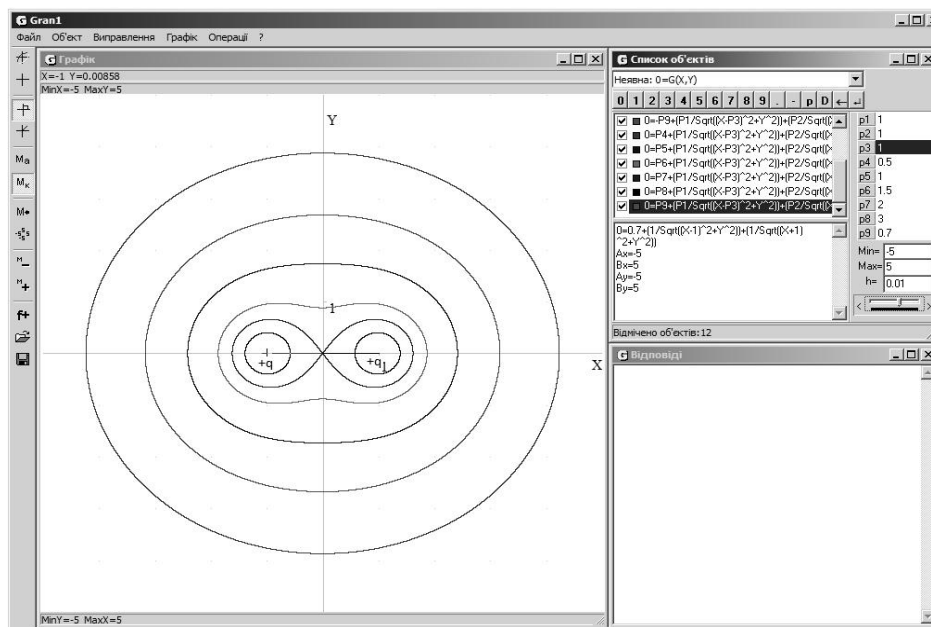 Gran1
Файл Об'єкт Виправлення Графік Операції ?
Графік
X=-1 Y=0.00858
MinX=-5 MaxY=5
Y
1
X
+q
+q
1
MinY=-5 MaxX=5
Список об'єктів
Неявна: 0=G(X,Y)
0 1 2 3 4 5 6 7 8 9 . - p D ← ↵
0=-P9+(P1/Sqrt((X-P3)^2+Y^2))+(P2/Sqrt((X
0=P4+(P1/Sqrt((X-P3)^2+Y^2))+(P2/Sqrt((X
0=P5+(P1/Sqrt((X-P3)^2+Y^2))+(P2/Sqrt((X
0=P6+(P1/Sqrt((X-P3)^2+Y^2))+(P2/Sqrt((X
0=P7+(P1/Sqrt((X-P3)^2+Y^2))+(P2/Sqrt((X
0=P8+(P1/Sqrt((X-P3)^2+Y^2))+(P2/Sqrt((X
0=P9+(P1/Sqrt((X-P3)^2+Y^2))+(P2/Sqrt((X
p1 1
p2 1
p3 1
p4 0.5
p5 1
p6 1.5
p7 2
p8 3
p9 0.7
0=0.7+(1/Sqrt((X-1)^2+Y^2))+(1/Sqrt((X+1)
^2+Y^2))
Ax=-5
Bx=5
Ay=-5
By=5
Min= -5
Max= 5
h= 0.01
Відмічено об'єктів:12
Відповіді
Ma
Mк
M•
M
M+
f+